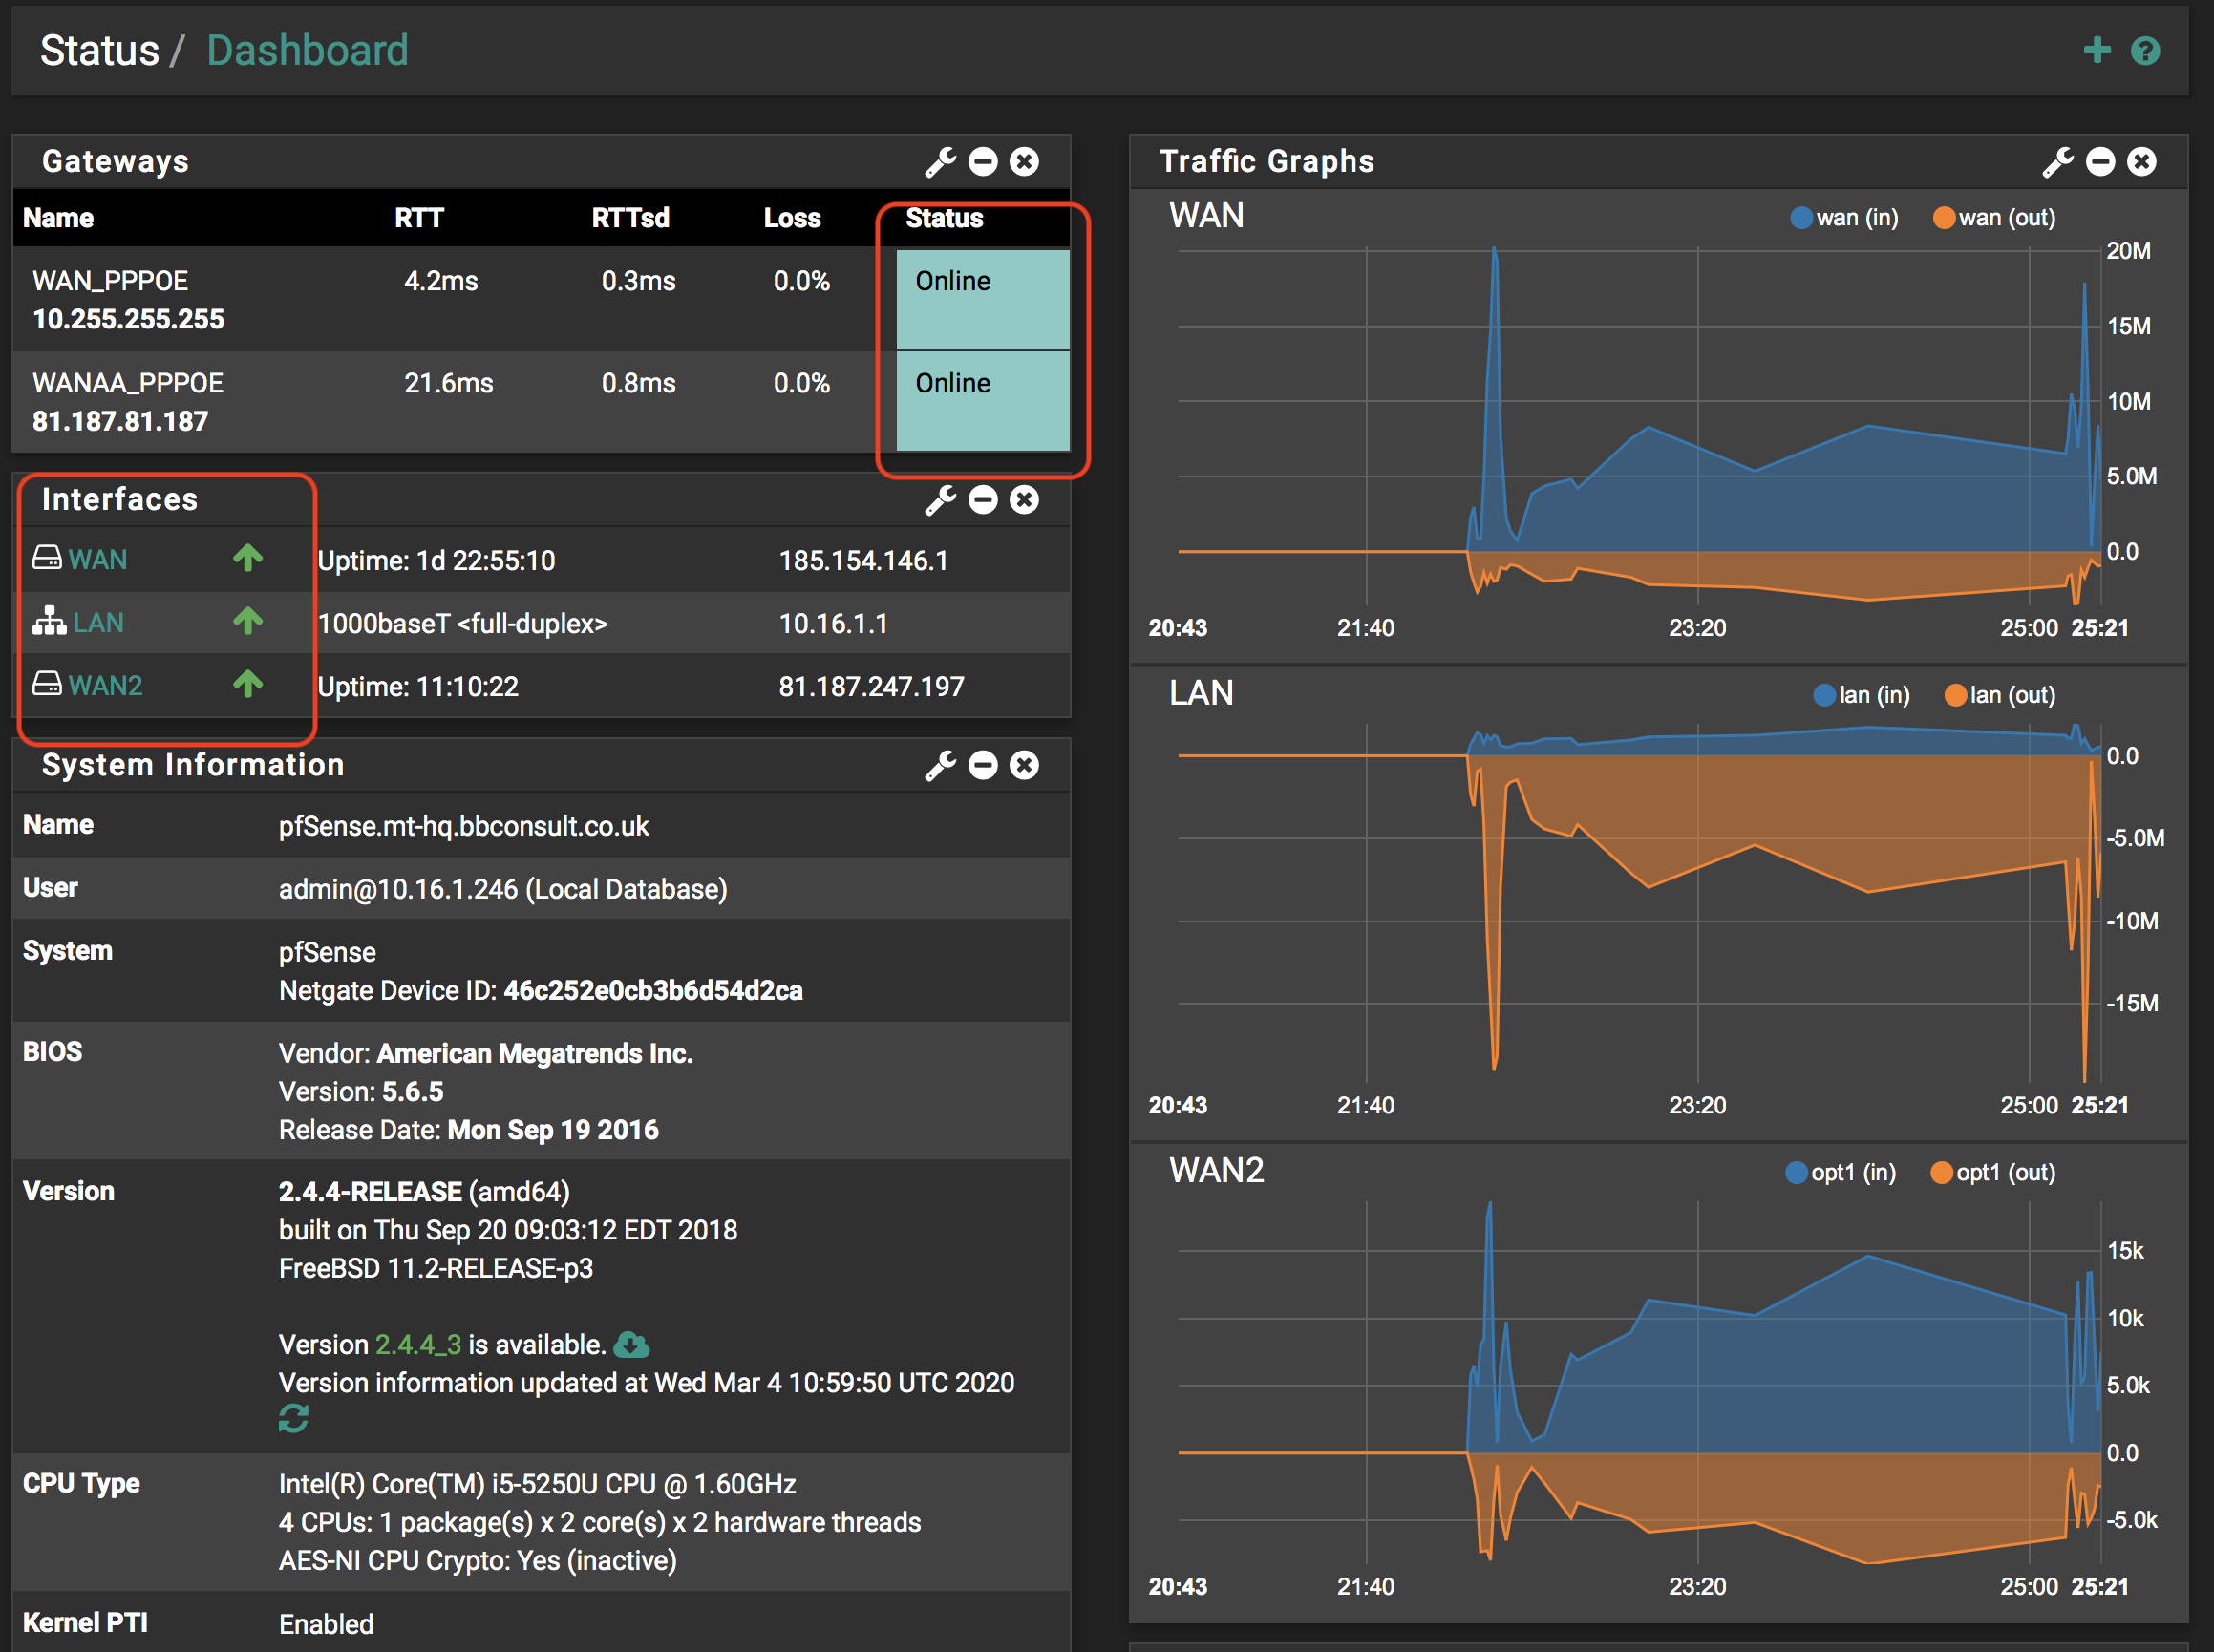 Status / Dashboard
Gateways
Name RTT RTTsd Loss Status
WAN_PPPOE 4.2ms 0.3ms 0.0% Online
10.255.255.255
WANAA_PPPOE 21.6ms 0.8ms 0.0% Online
81.187.81.187
Interfaces
WAN Uptime: 1d 22:55:10 185.154.146.1
LAN 1000baseT <full-duplex> 10.16.1.1
WAN2 Uptime: 11:10:22 81.187.247.197
System Information
Name pfSense.mt-hq.bbconsult.co.uk
User admin@10.16.1.246 (Local Database)
System pfSense
Netgate Device ID: 46c252e0cb3b6d54d2ca
BIOS Vendor: American Megatrends Inc.
Version: 5.6.5
Release Date: Mon Sep 19 2016
Version 2.4.4-RELEASE (amd64)
built on Thu Sep 20 09:03:12 EDT 2018
FreeBSD 11.2-RELEASE-p3
Version 2.4.4_3 is available.
Version information updated at Wed Mar 4 10:59:50 UTC 2020
CPU Type Intel(R) Core(TM) i5-5250U CPU @ 1.60GHz
4 CPUs: 1 package(s) x 2 core(s) x 2 hardware threads
AES-NI CPU Crypto: Yes (inactive)
Kernel PTI Enabled
Traffic Graphs
WAN wan (in) wan (out)
20M
15M
10M
5.0M
0.0
20:43 21:40 23:20 25:00 25:21
LAN lan (in) lan (out)
0.0
-5.0M
-10M
-15M
20:43 21:40 23:20 25:00 25:21
WAN2 opt1 (in) opt1 (out)
15k
10k
5.0k
0.0
-5.0k
20:43 21:40 23:20 25:00 25:21